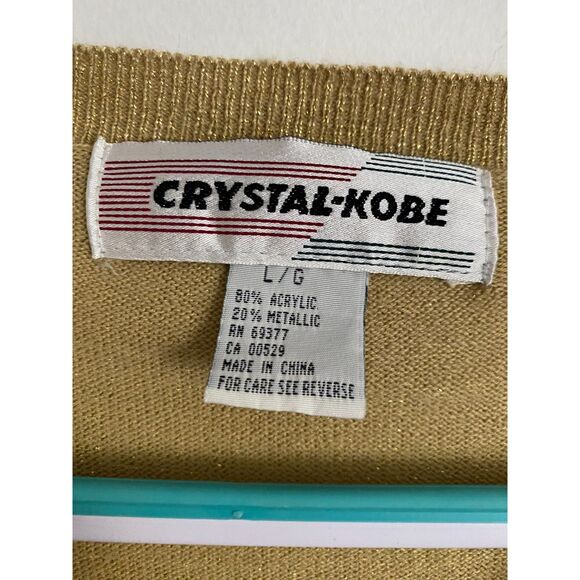 CRYSTAL-KOBE
L/G
80% ACRYLIC
20% METALLIC
RN 69377
CA 00529
MADE IN CHINA
FOR CARE SEE REVERSE